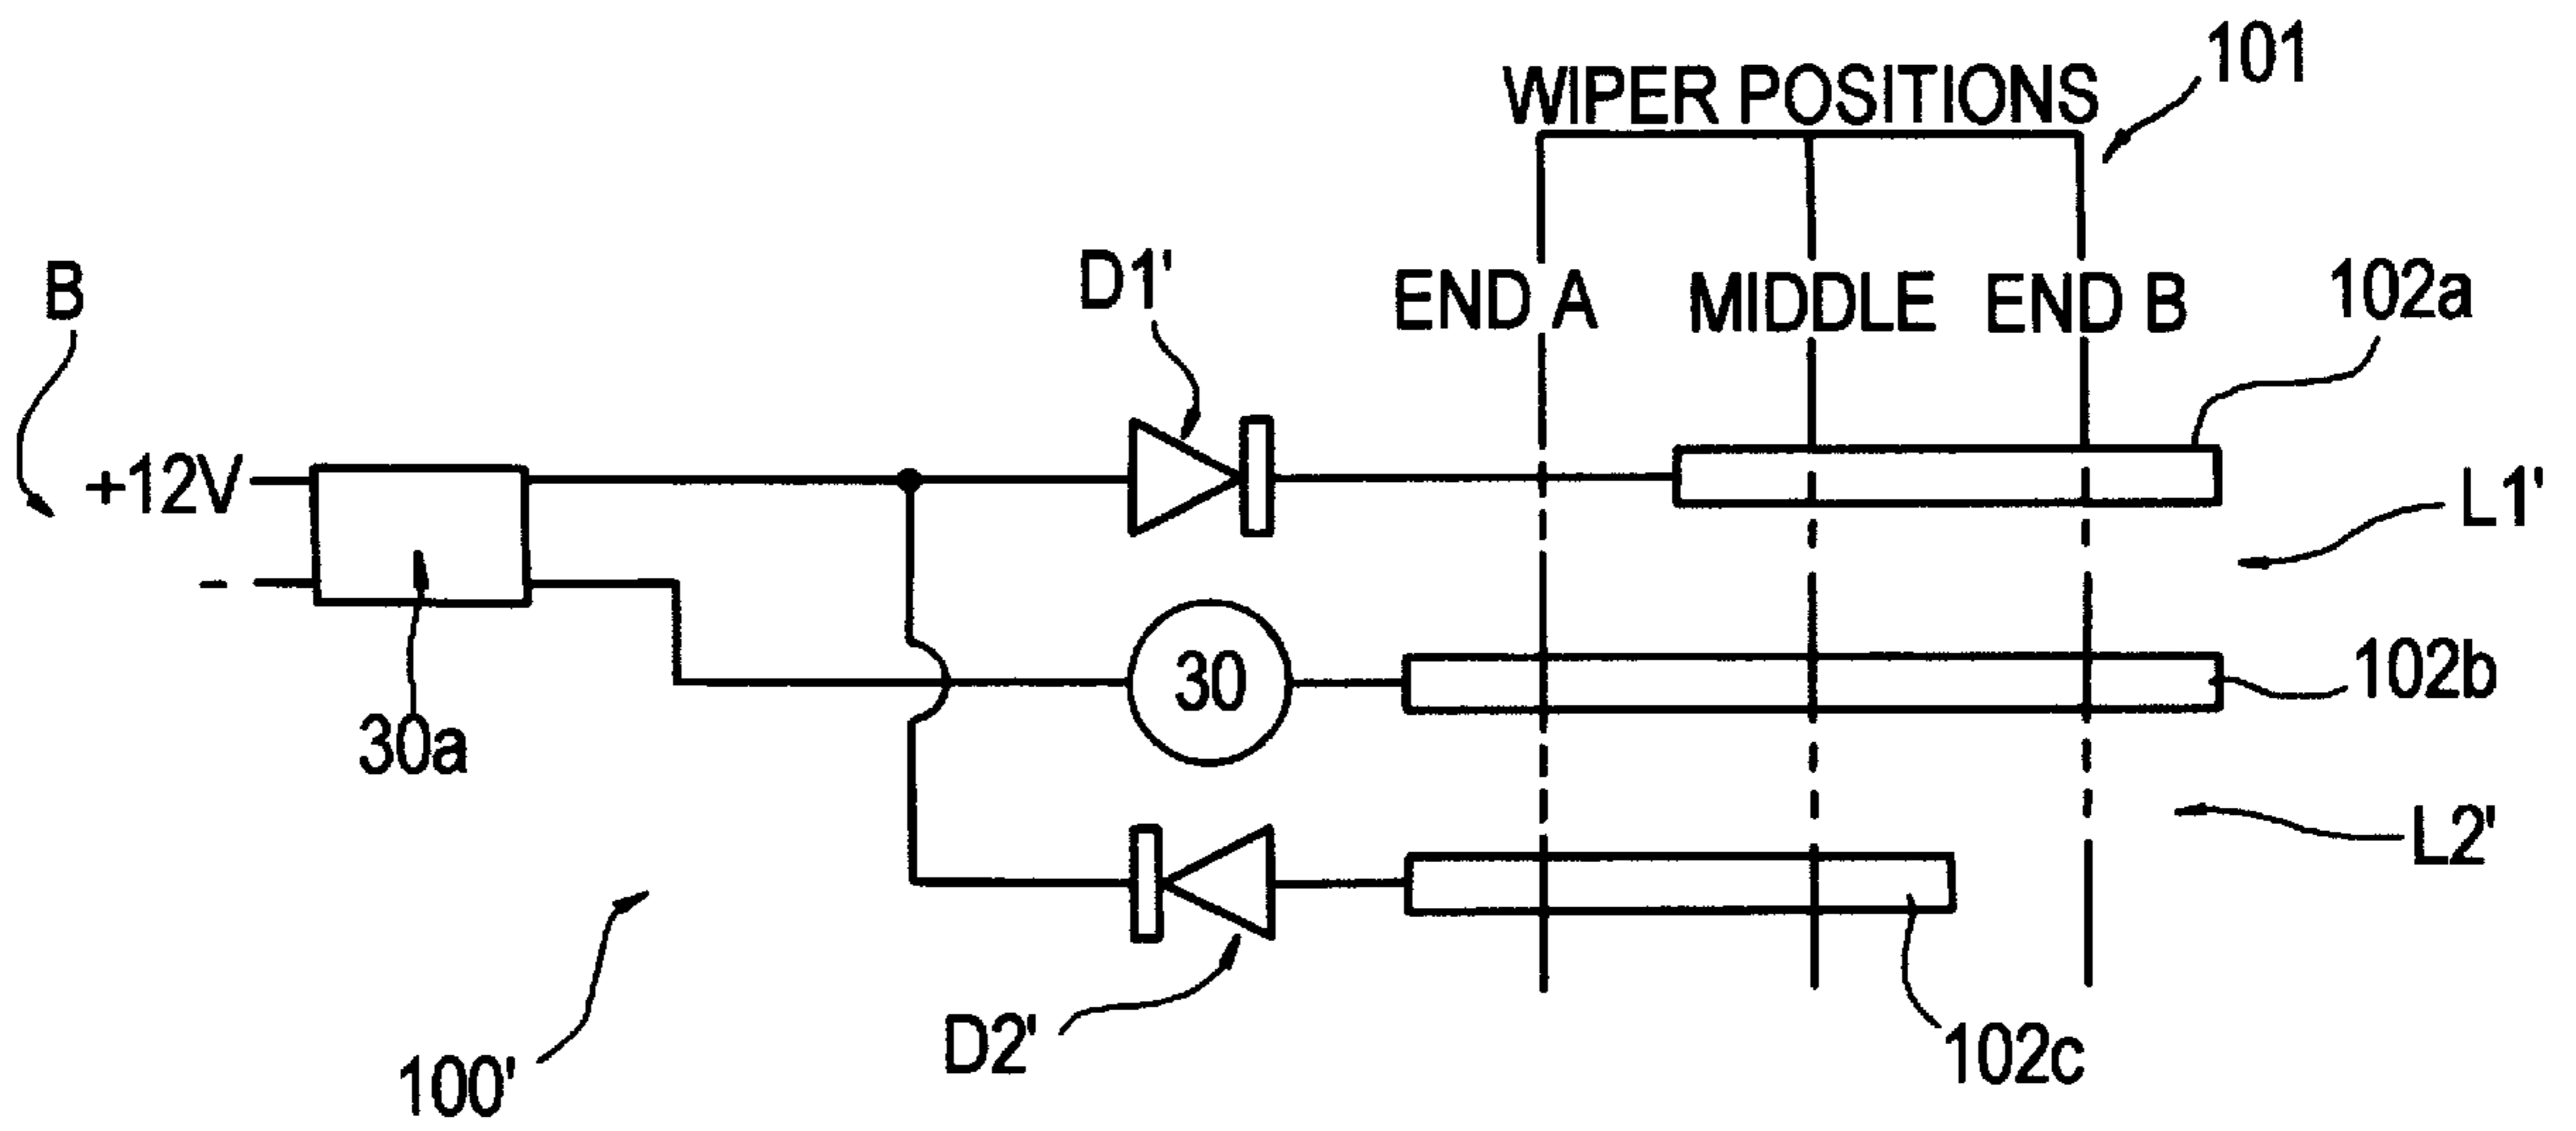 WIPER POSITIONS
101
END A
MIDDLE
END B
102a
B
D1'
+12V
-
L1'
30
102b
30a
L2'
D2'
102c
100'